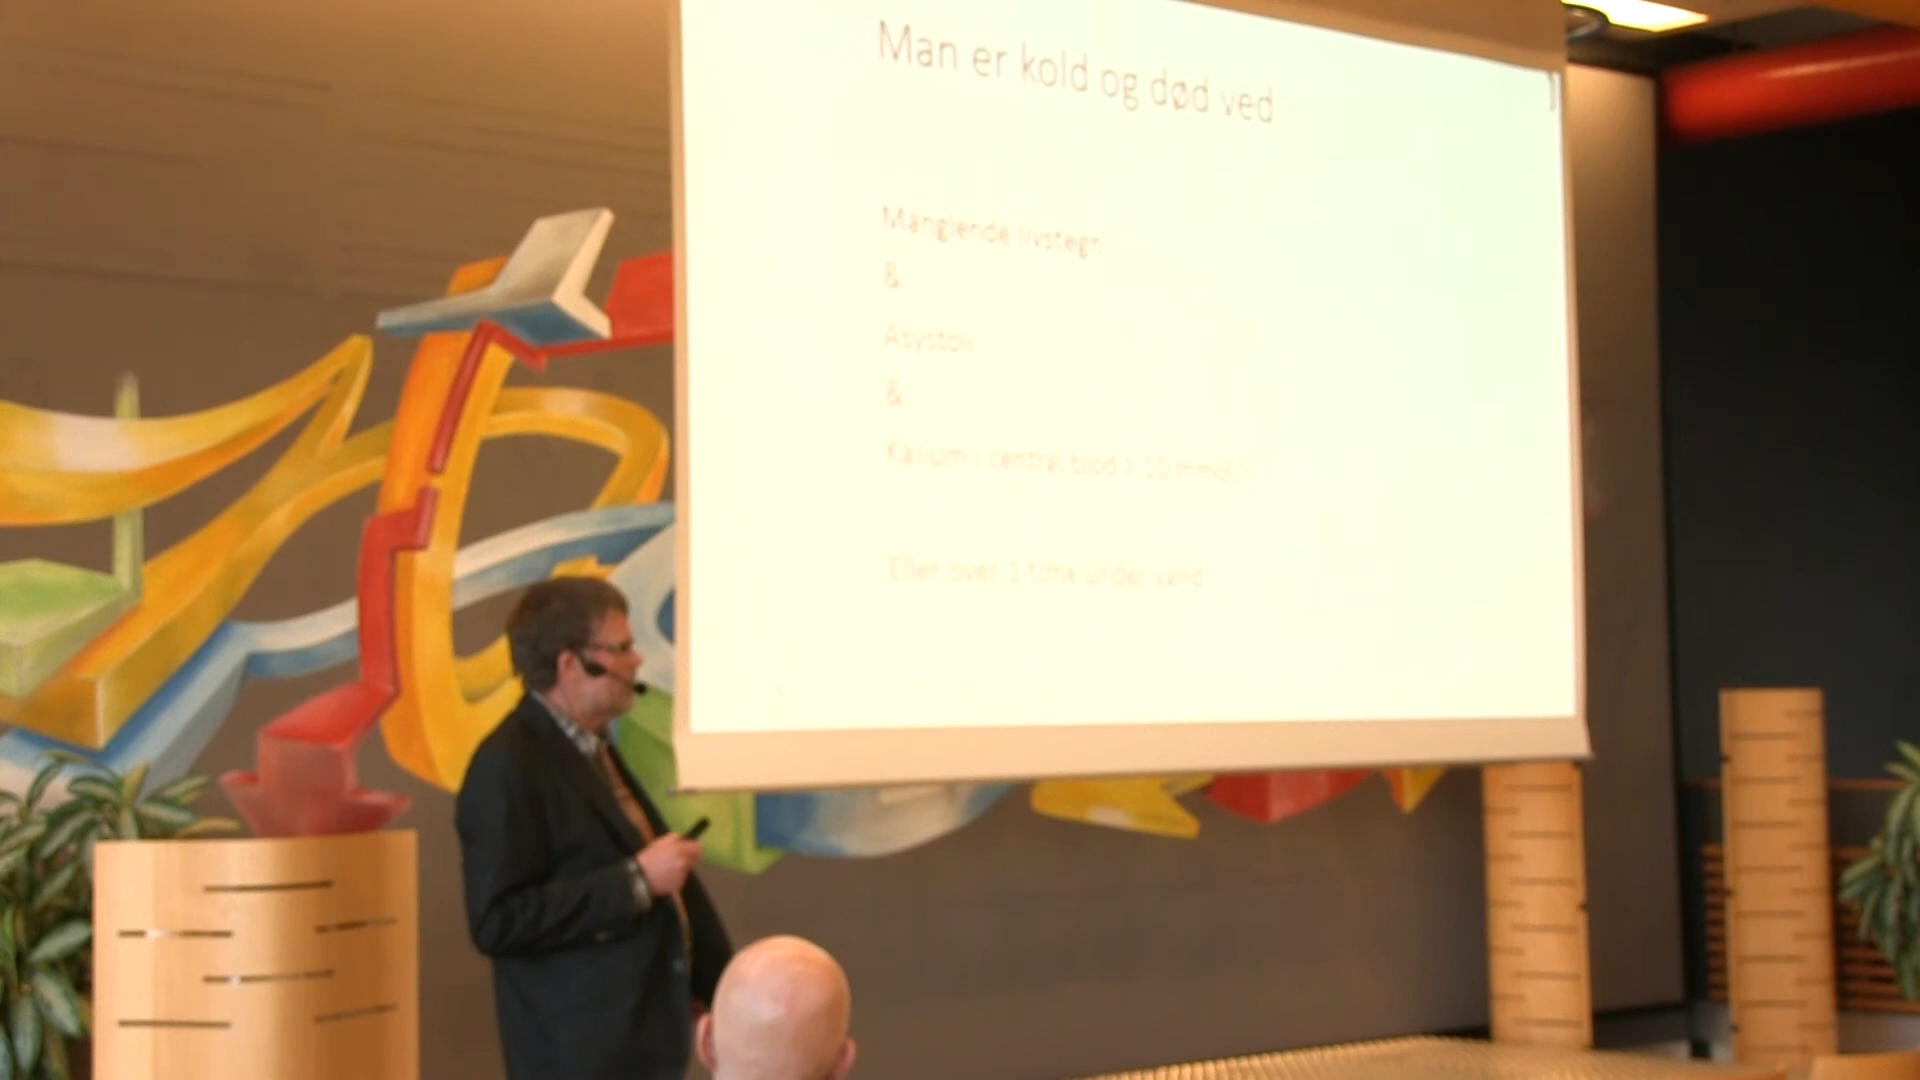 Man er kold og død ved
Manglende livstegn
&
Asystoli
&
Kalium i central blod > 10 mmol/l
Eller over 1 time under vand